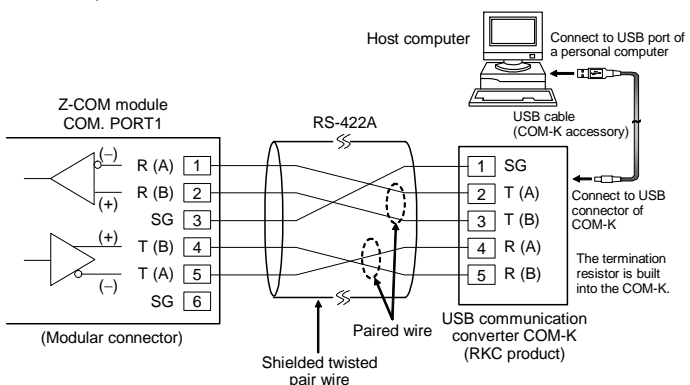 Host computer
Connect to USB port of
a personal computer
USB cable
(COM-K accessory)
Z-COM module
COM. PORT1
RS-422A
(−)
R (A) 1
R (B) 2
(+)
SG 3
(+)
T (B) 4
T (A) 5
(−)
SG 6
(Modular connector)
1 SG
2 T (A)
3 T (B)
4 R (A)
5 R (B)
Connect to USB
connector of
COM-K
The termination
resistor is built
into the COM-K.
Paired wire
Shielded twisted
pair wire
USB communication
converter COM-K
(RKC product)